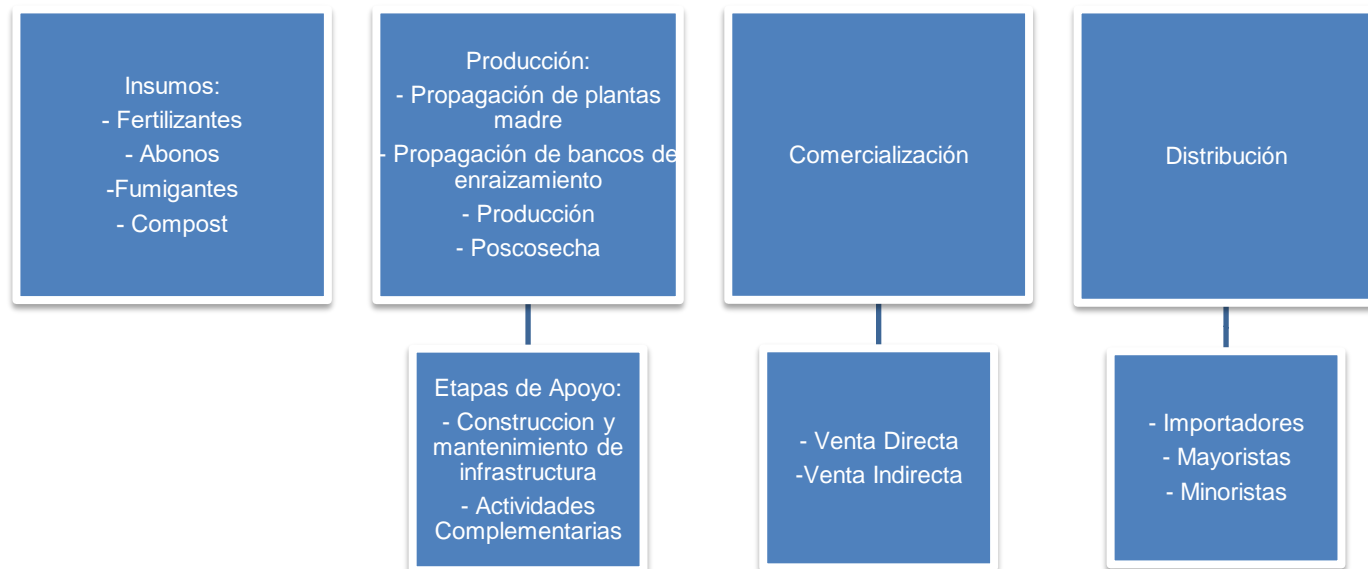 Insumos:
- Fertilizantes
- Abonos
-Fumigantes
- Compost
Producción:
- Propagación de plantas
madre
- Propagación de bancos de
enraizamiento
- Producción
- Poscosecha
Comercialización
Distribución
Etapas de Apoyo:
- Construccion y
mantenimiento de
infrastructura
- Actividades
Complementarias
- Venta Directa
-Venta Indirecta
- Importadores
- Mayoristas
- Minoristas